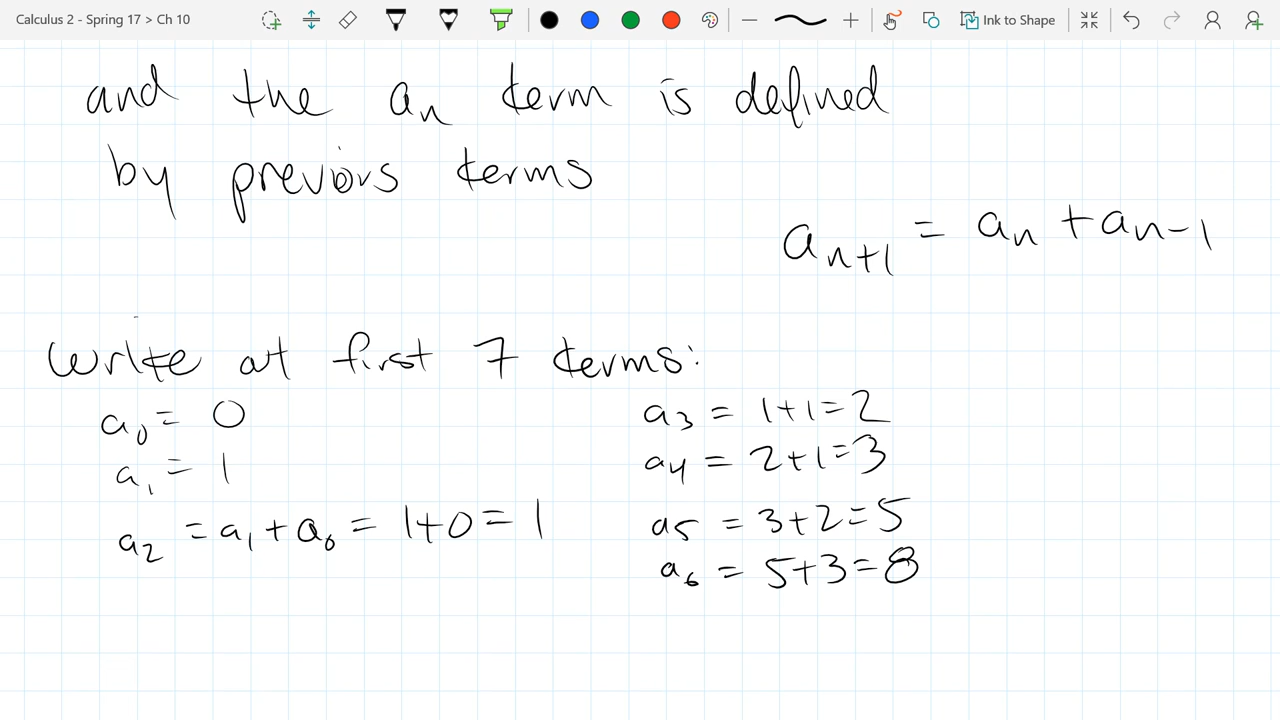 Calculus 2 - Spring 17 > Ch 10
Ink to Shape
and the aₙ term is defined
by previous terms
aₙ₊₁ = aₙ + aₙ₋₁
Write at first 7 terms:
a₀ = 0
a₁ = 1
a₂ = a₁ + a₀ = 1+0 = 1
a₃ = 1+1=2
a₄ = 2+1=3
a₅ = 3+2=5
a₆ = 5+3=8